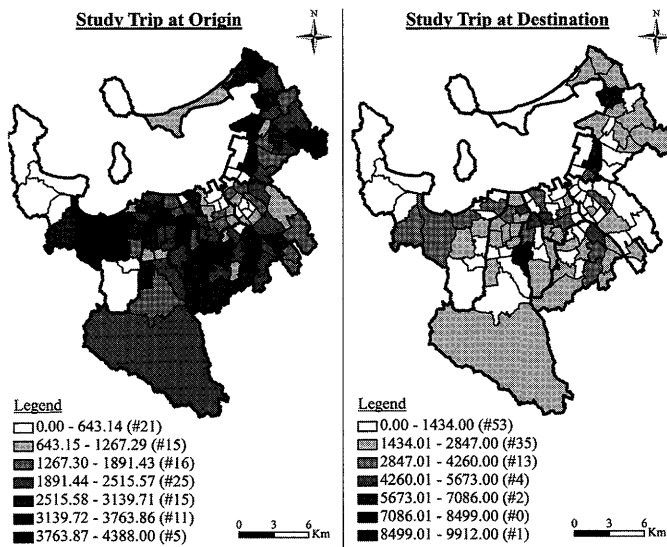 Study Trip at Origin
N
Legend
0.00 - 643.14 (#21)
643.15 - 1267.29 (#15)
1267.30 - 1891.43 (#16)
1891.44 - 2515.57 (#25)
2515.58 - 3139.71 (#15)
3139.72 - 3763.86 (#11)
3763.87 - 4388.00 (#5)
0 3 6
Km
Study Trip at Destination
N
Legend
0.00 - 1434.00 (#53)
1434.01 - 2847.00 (#35)
2847.01 - 4260.00 (#13)
4260.01 - 5673.00 (#4)
5673.01 - 7086.00 (#2)
7086.01 - 8499.00 (#0)
8499.01 - 9912.00 (#1)
0 3 6
Km